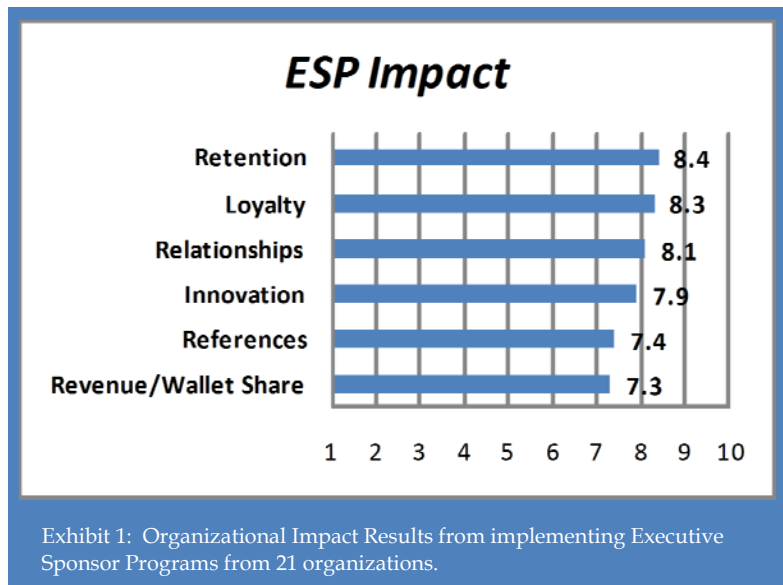 ESP Impact
Retention 8.4
Loyalty 8.3
Relationships 8.1
Innovation 7.9
References 7.4
Revenue/Wallet Share 7.3
1 2 3 4 5 6 7 8 9 10
Exhibit 1: Organizational Impact Results from implementing Executive
Sponsor Programs from 21 organizations.